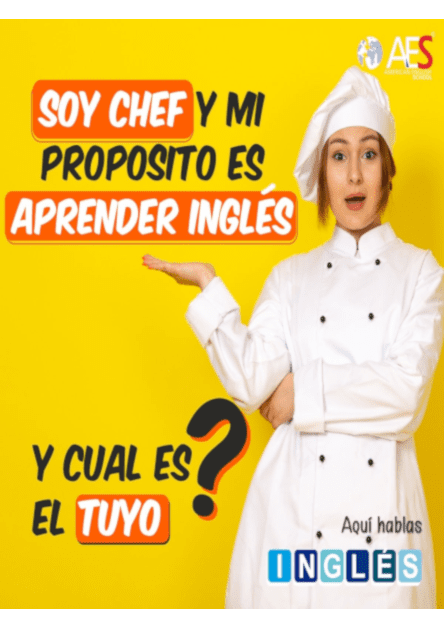 AES
SOY CHEF Y MI
PROPOSITO ES
APRENDER INGLÉS
Y CUAL ES
EL TUYO ?
Aquí hablas
INGLÉS